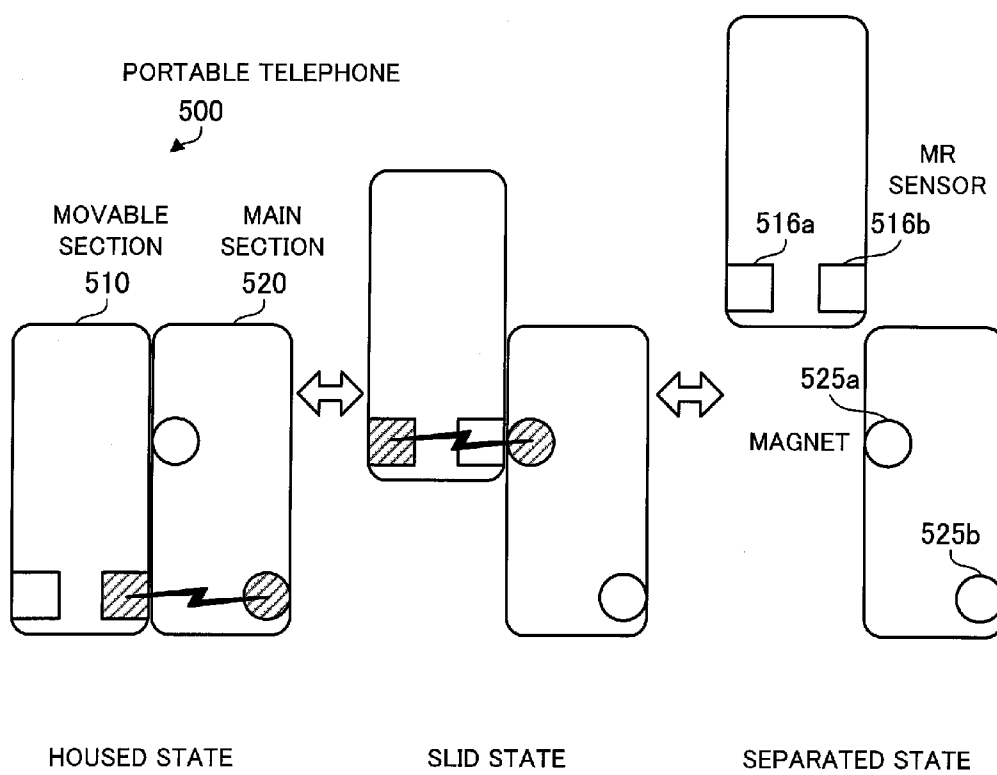 PORTABLE TELEPHONE
500
MOVABLE
SECTION
510
MAIN
SECTION
520
MR
SENSOR
516a
516b
525a
MAGNET
525b
HOUSED STATE
SLID STATE
SEPARATED STATE